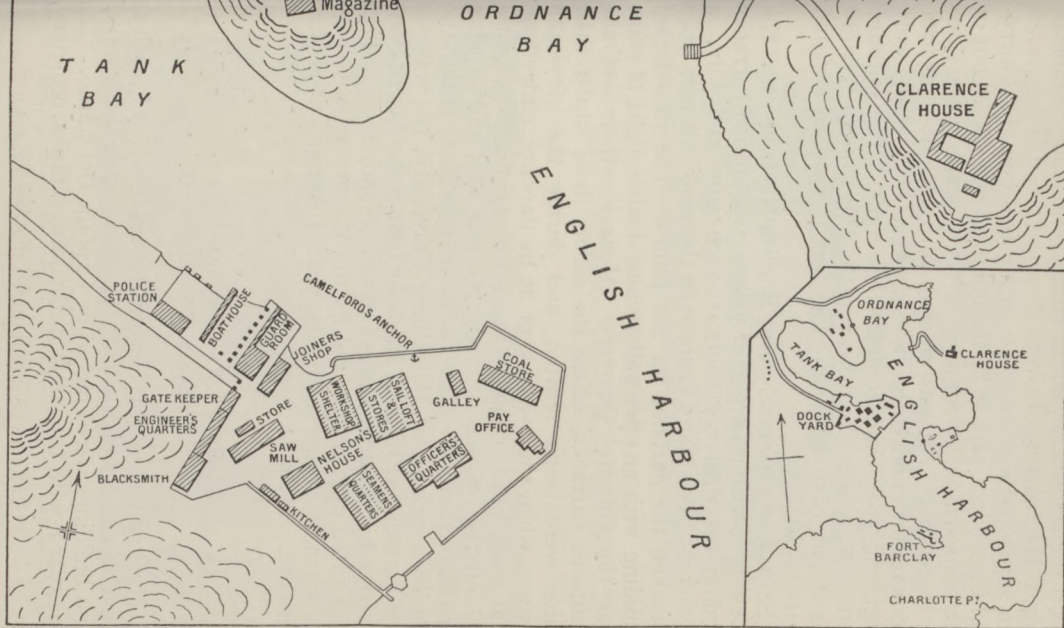 Magazine
ORDNANCE
BAY
TANK
BAY
CLARENCE
HOUSE
ENGLISH HARBOUR
POLICE
STATION
BOATHOUSE
GUARD
ROOM
CAMELFORDS ANCHOR
JOINERS
SHOP
COAL
STORE
GATE KEEPER
ENGINEER'S
QUARTERS
STORE
WORKSHOP
SHELTER
SAIL LOFT
&
STORES
GALLEY
PAY
OFFICE
SAW
MILL
NELSON'S
HOUSE
OFFICERS
QUARTERS
BLACKSMITH
SEAMENS
QUARTERS
KITCHEN
ORDNANCE
BAY
TANK BAY
CLARENCE
HOUSE
DOCK
YARD
ENGLISH HARBOUR
FORT
BARCLAY
CHARLOTTE PT